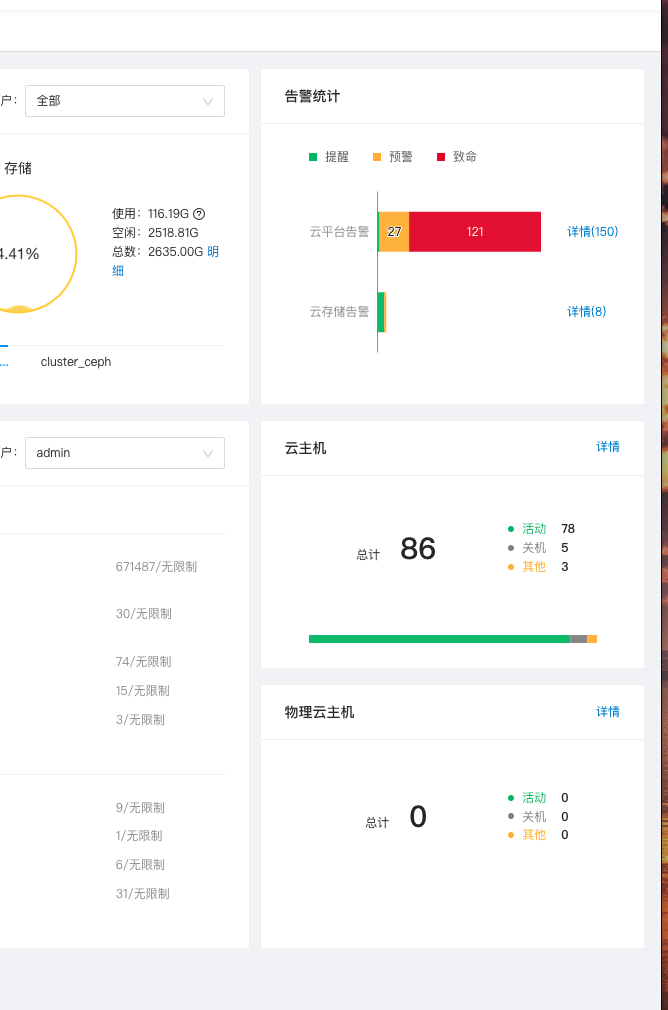 户：
全部
存储
4.41%
使用：116.19G
空闲：2518.81G
总数：2635.00G 明
细
...
cluster_ceph
告警统计
提醒
预警
致命
云平台告警
27
121
详情(150)
云存储告警
详情(8)
户：
admin
671487/无限制
30/无限制
74/无限制
15/无限制
3/无限制
9/无限制
1/无限制
6/无限制
31/无限制
云主机
详情
总计 86
活动 78
关机 5
其他 3
物理云主机
详情
总计 0
活动 0
关机 0
其他 0